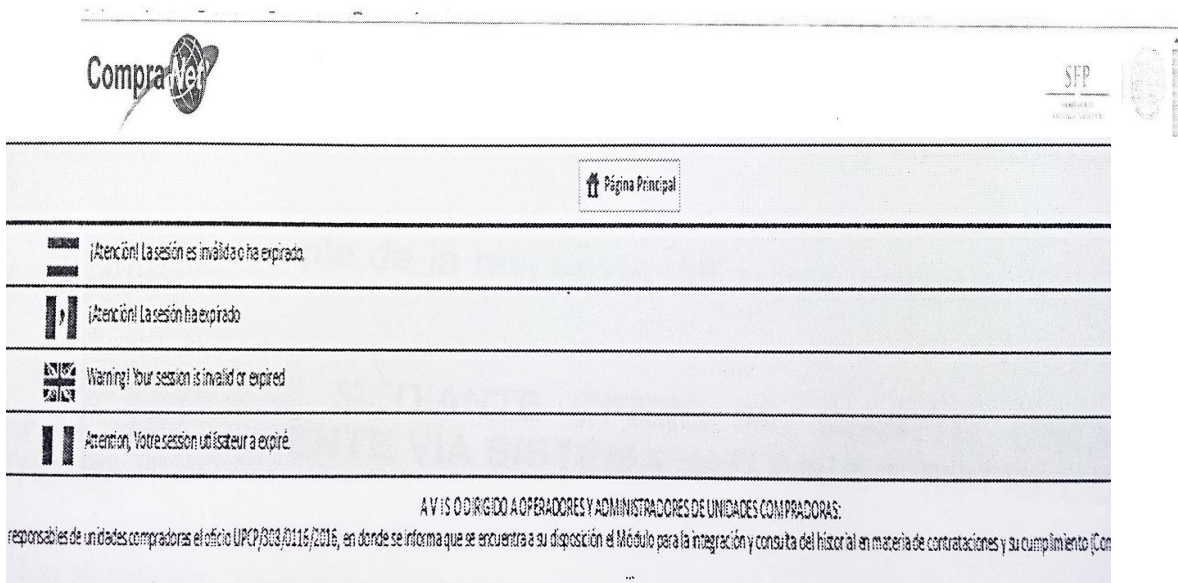 CompraNet
SFP
Página Principal
¡Atención! La sesión es inválida o ha expirado.
¡Atención! La sesión ha expirado
Warning! Your session is invalid or expired
Attention, Votre session utilisateur a expiré.
A V I S O DIRIGIDO A OPERADORES Y ADMINISTRADORES DE UNIDADES COMPRADORAS:
responsables de unidades compradoras el oficio UPCP/308/0116/2016, en donde se informa que se encuentra a su disposición el Módulo para la integración y consulta del historial en materia de contrataciones y su cumplimiento (Con
...